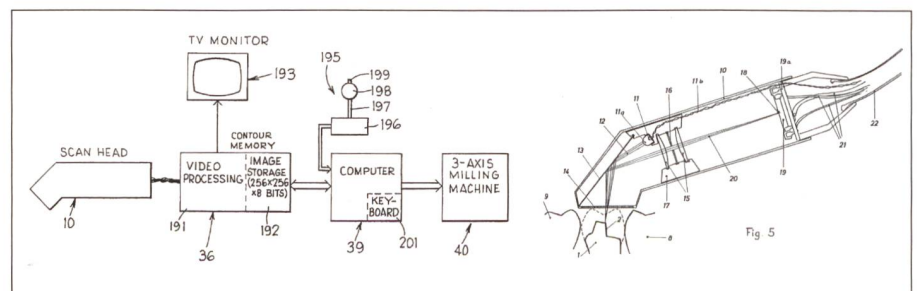 TV MONITOR
193
195
199
198
197
196
SCAN HEAD
10
CONTOUR
MEMORY
VIDEO
PROCESSING
IMAGE
STORAGE
(256×256
×8 BITS)
191
192
36
COMPUTER
KEY-
BOARD
39
201
3-AXIS
MILLING
MACHINE
40
19a
18
10
11b
16
11
11a
12
13
14
9
22
21
19
20
15
17
2
1
8
Fig 5